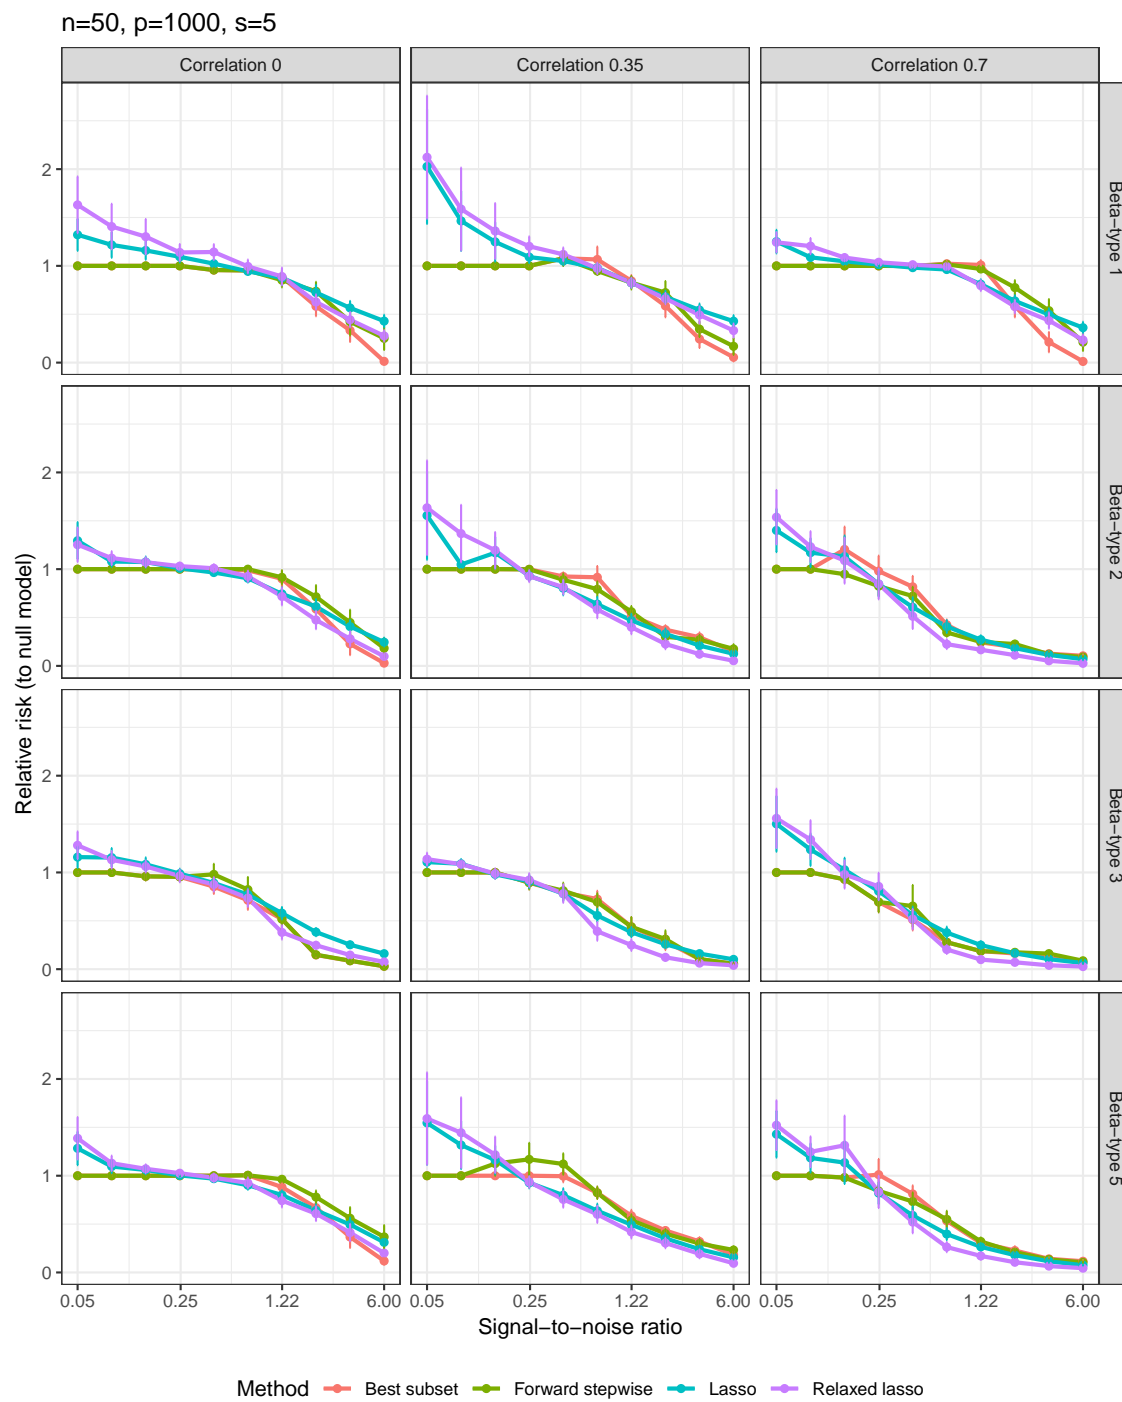 n=50, p=1000, s=5
Correlation 0
Correlation 0.35
Correlation 0.7
Relative risk (to null model)
2
1
0
Beta−type 1
2
1
0
Beta−type 2
2
1
0
Beta−type 3
2
1
0
Beta−type 5
0.05
0.25
1.22
6.00
0.05
0.25
1.22
6.00
0.05
0.25
1.22
6.00
Signal−to−noise ratio
Method
Best subset
Forward stepwise
Lasso
Relaxed lasso